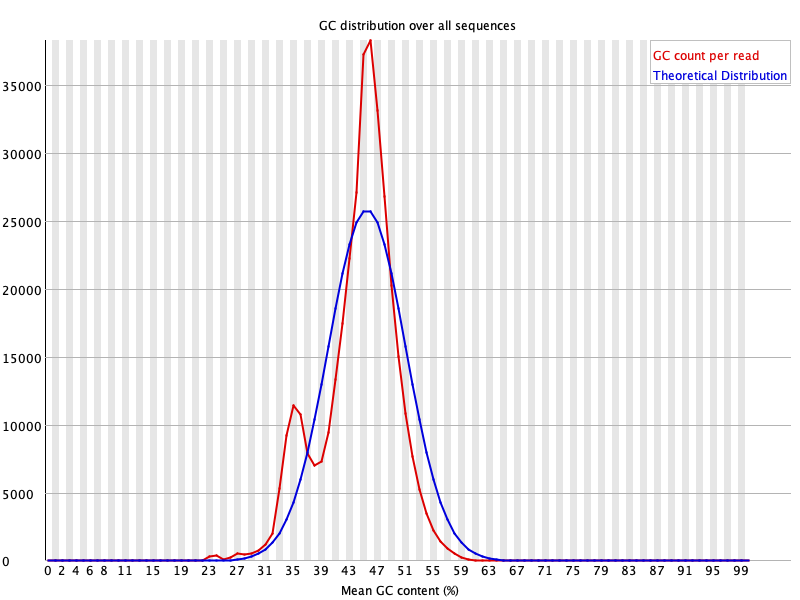 GC distribution over all sequences
GC count per read
Theoretical Distribution
35000
30000
25000
20000
15000
10000
5000
0
0 2 4 6 8 11 15 19 23 27 31 35 39 43 47 51 55 59 63 67 71 75 79 83 87 91 95 99
Mean GC content (%)